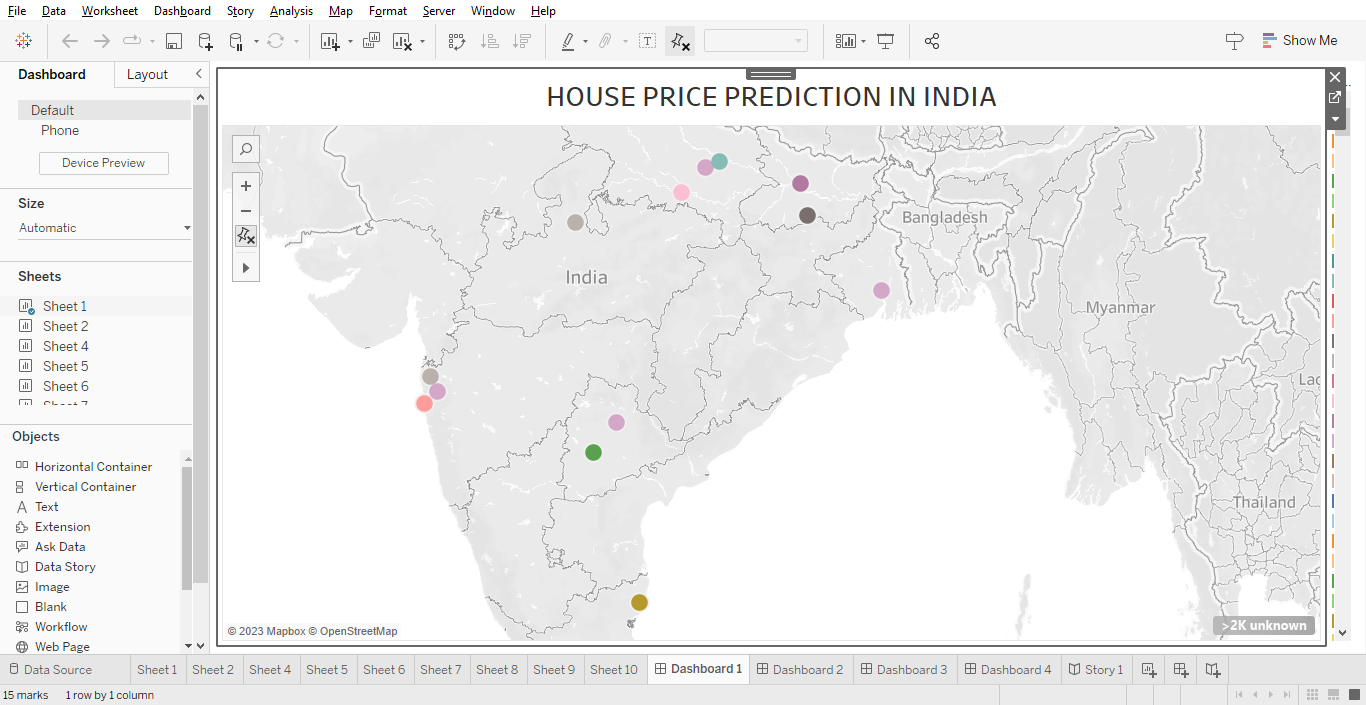 File Data Worksheet Dashboard Story Analysis Map Format Server Window Help
Show Me
Dashboard Layout
Default
Phone
Device Preview
Size
Automatic
Sheets
Sheet 1
Sheet 2
Sheet 4
Sheet 5
Sheet 6
Objects
Horizontal Container
Vertical Container
Text
Extension
Ask Data
Data Story
Image
Blank
Workflow
Web Page
HOUSE PRICE PREDICTION IN INDIA
Bangladesh
India
Myanmar
Thailand
© 2023 Mapbox © OpenStreetMap
>2K unknown
Data Source Sheet 1 Sheet 2 Sheet 4 Sheet 5 Sheet 6 Sheet 7 Sheet 8 Sheet 9 Sheet 10 Dashboard 1 Dashboard 2 Dashboard 3 Dashboard 4 Story 1
15 marks 1 row by 1 column